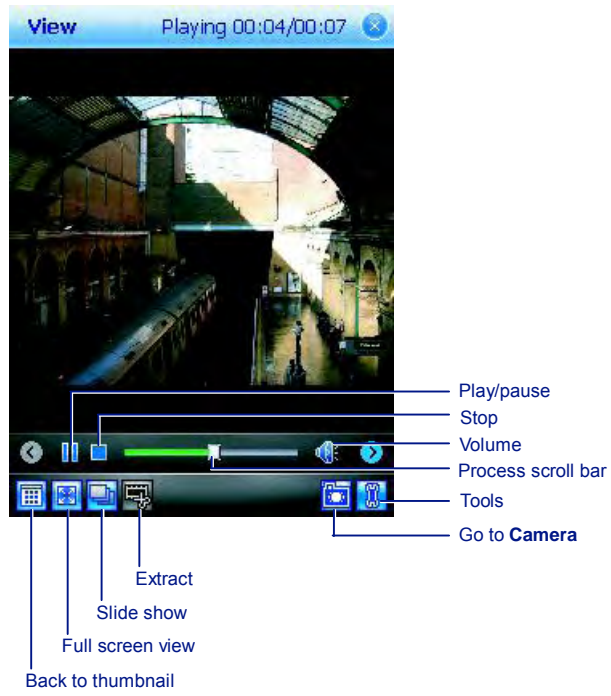 View Playing 00:04/00:07
Play/pause
Stop
Volume
Process scroll bar
Tools
Go to Camera
Extract
Slide show
Full screen view
Back to thumbnail